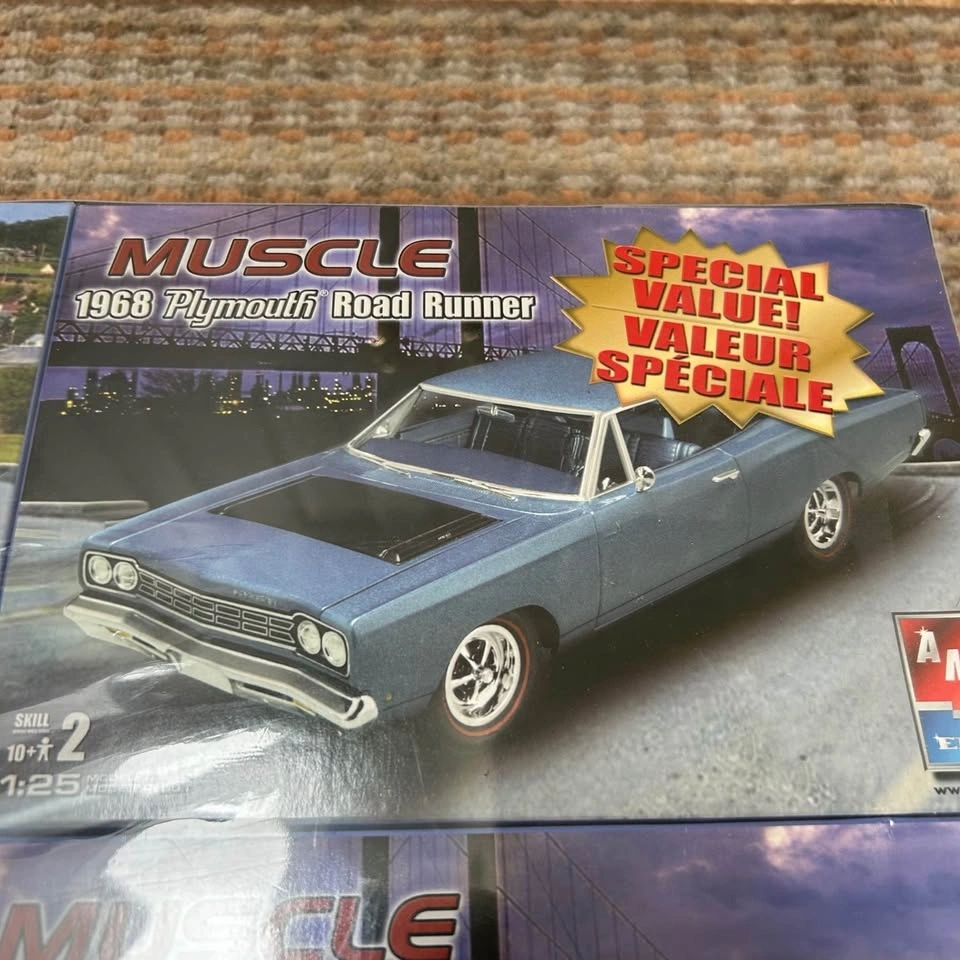 MUSCLE
1968 Plymouth® Road Runner
SPECIAL
VALUE!
VALEUR
SPÉCIALE
SKILL
2
10+
1:25
MUSCLE